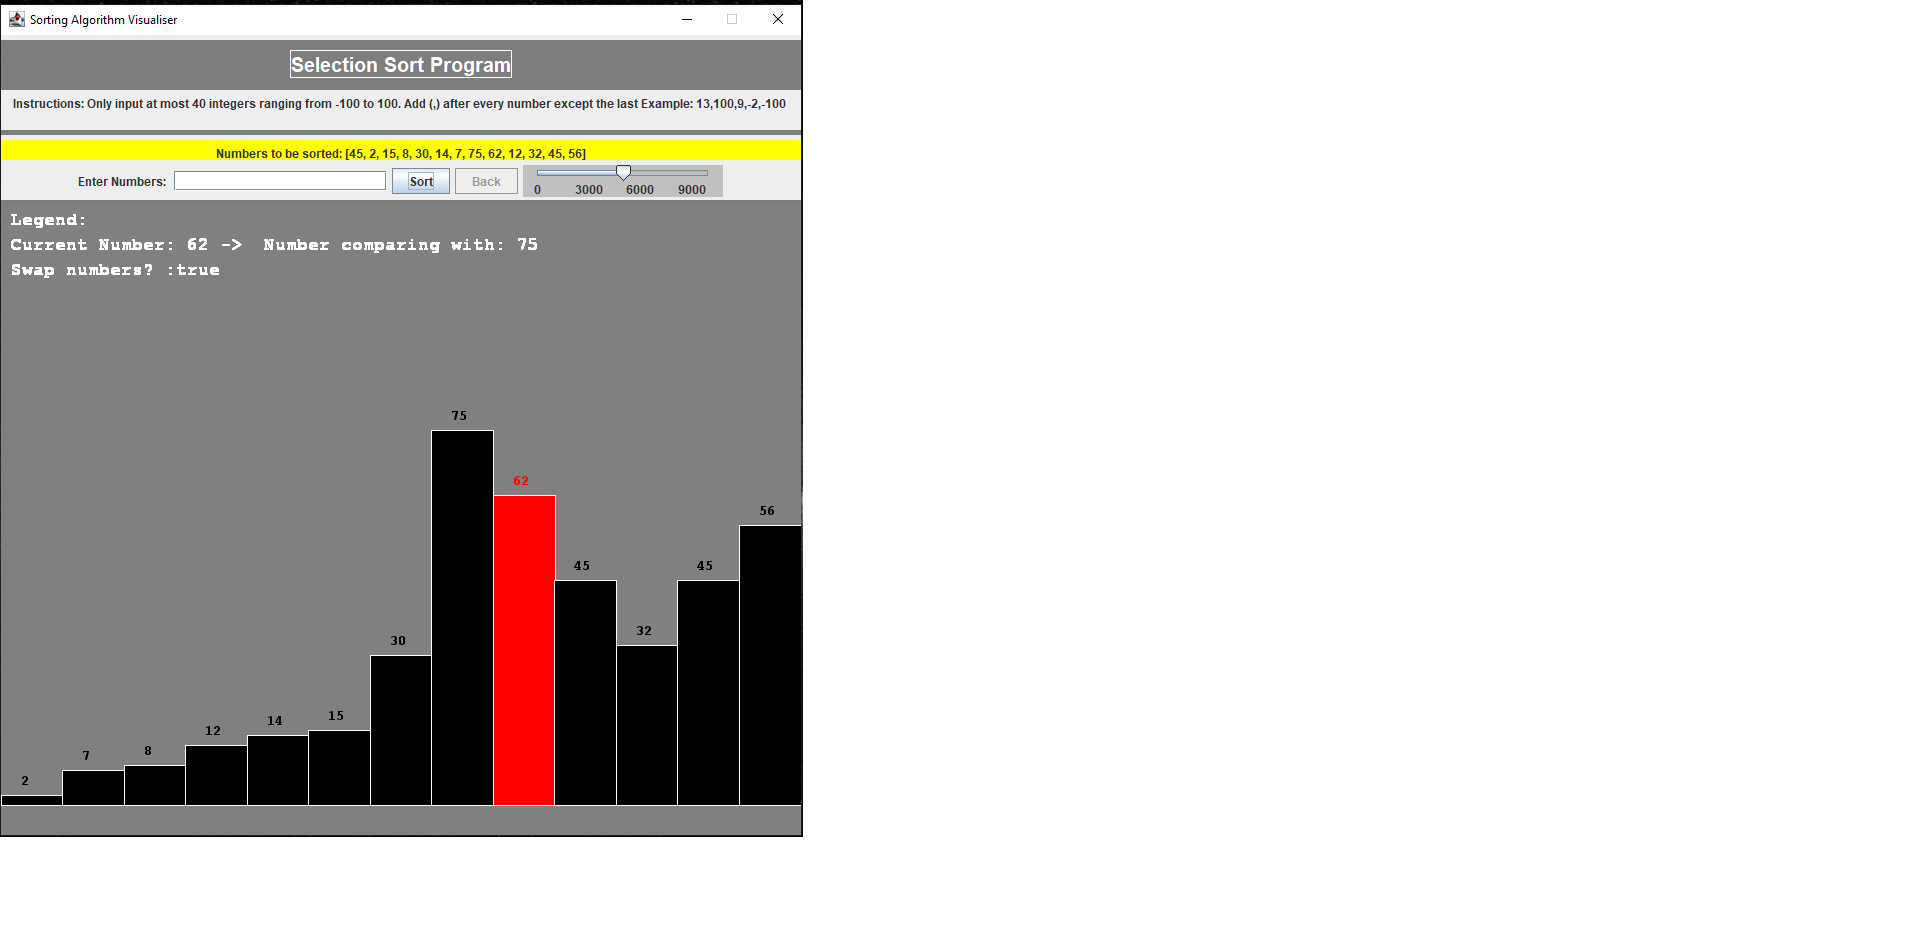 Sorting Algorithm Visualiser
Selection Sort Program
Instructions: Only input at most 40 integers ranging from -100 to 100. Add (,) after every number except the last Example: 13,100,9,-2,-100
Numbers to be sorted: [45, 2, 15, 8, 30, 14, 7, 75, 62, 12, 32, 45, 56]
Enter Numbers: Sort Back
0 3000 6000 9000
Legend:
Current Number: 62 -> Number comparing with: 75
Swap numbers? :true
75
62
56
45 45
32
30
15
14
12
8
7
2